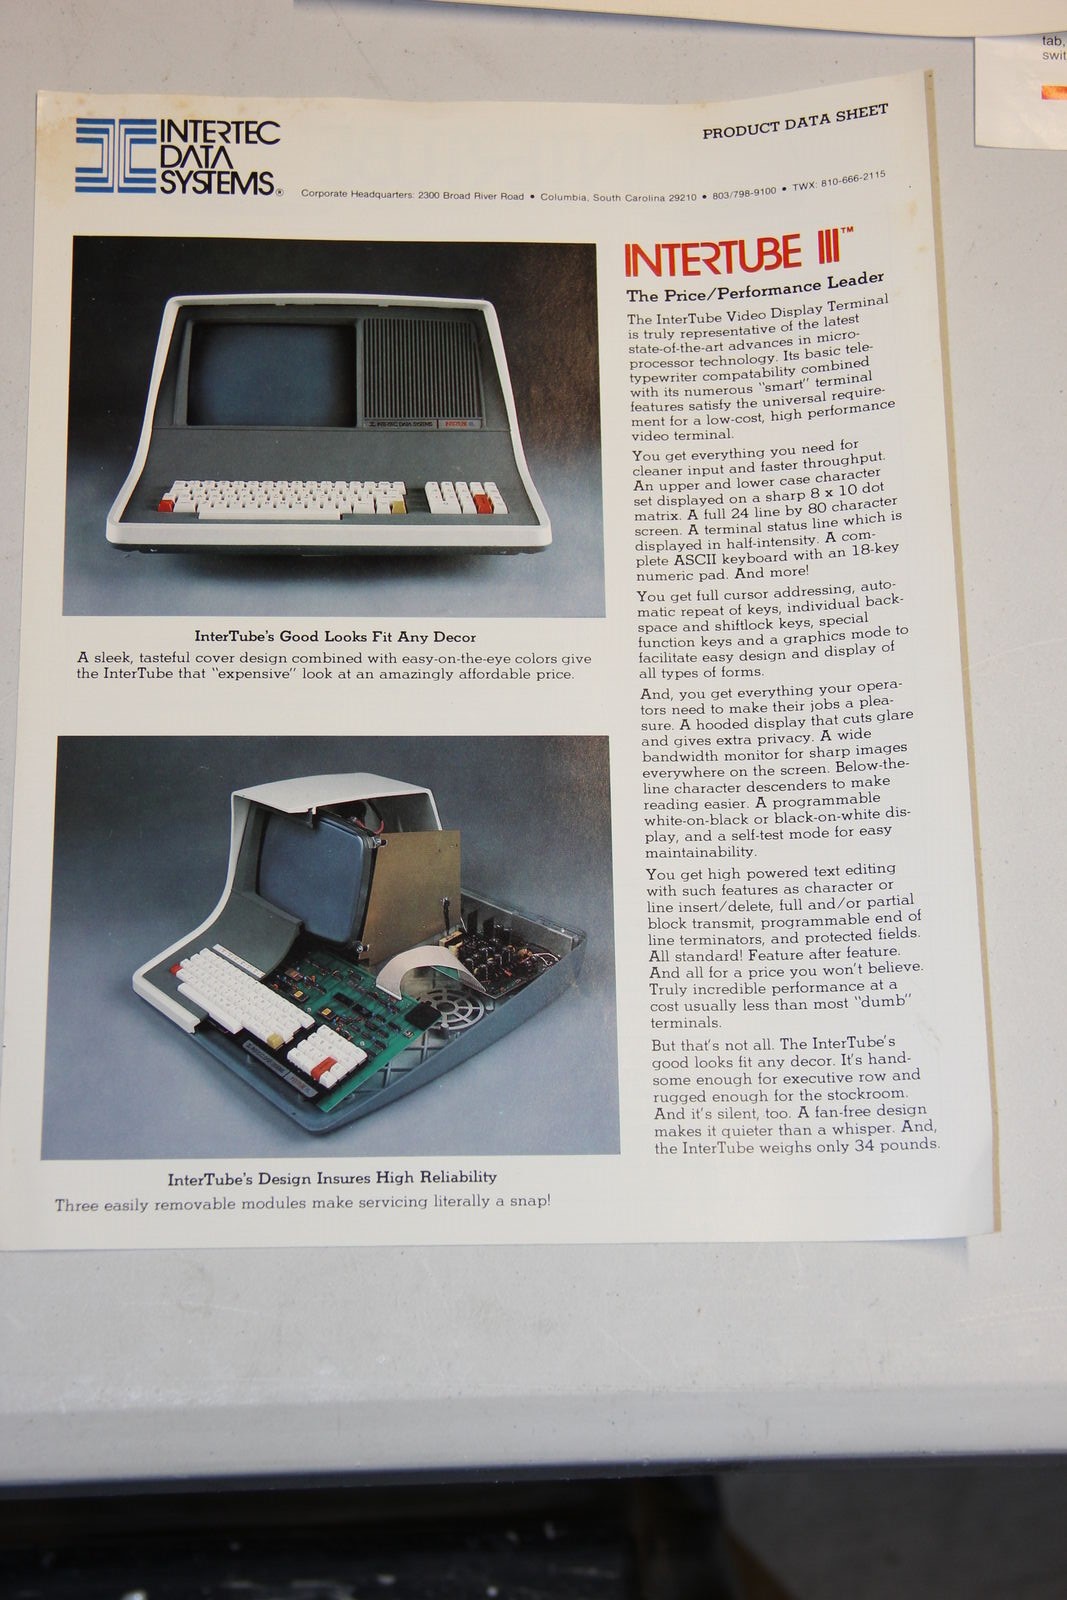 tab,
swit
PRODUCT DATA SHEET
INTERTEC
DATA
SYSTEMS®
Corporate Headquarters: 2300 Broad River Road • Columbia, South Carolina 29210 • 803/798-9100 • TWX: 810-666-2115
INTERTEC DATA SYSTEMS
InterTube's Good Looks Fit Any Decor
A sleek, tasteful cover design combined with easy-on-the-eye colors give
the InterTube that "expensive" look at an amazingly affordable price.
InterTube's Design Insures High Reliability
Three easily removable modules make servicing literally a snap!
INTERTUBE III™
The Price/Performance Leader
The InterTube Video Display Terminal
is truly representative of the latest
state-of-the-art advances in micro-
processor technology. Its basic tele-
typewriter compatability combined
with its numerous "smart" terminal
features satisfy the universal require-
ment for a low-cost, high performance
video terminal.
You get everything you need for
cleaner input and faster throughput.
An upper and lower case character
set displayed on a sharp 8 x 10 dot
matrix. A full 24 line by 80 character
screen. A terminal status line which is
displayed in half-intensity. A com-
plete ASCII keyboard with an 18-key
numeric pad. And more!
You get full cursor addressing, auto-
matic repeat of keys, individual back-
space and shiftlock keys, special
function keys and a graphics mode to
facilitate easy design and display of
all types of forms.
And, you get everything your opera-
tors need to make their jobs a plea-
sure. A hooded display that cuts glare
and gives extra privacy. A wide
bandwidth monitor for sharp images
everywhere on the screen. Below-the-
line character descenders to make
reading easier. A programmable
white-on-black or black-on-white dis-
play, and a self-test mode for easy
maintainability.
You get high powered text editing
with such features as character or
line insert/delete, full and/or partial
block transmit, programmable end of
line terminators, and protected fields.
All standard! Feature after feature.
And all for a price you won't believe.
Truly incredible performance at a
cost usually less than most "dumb"
terminals.
But that's not all. The InterTube's
good looks fit any decor. It's hand-
some enough for executive row and
rugged enough for the stockroom.
And it's silent, too. A fan-free design
makes it quieter than a whisper. And,
the InterTube weighs only 34 pounds.